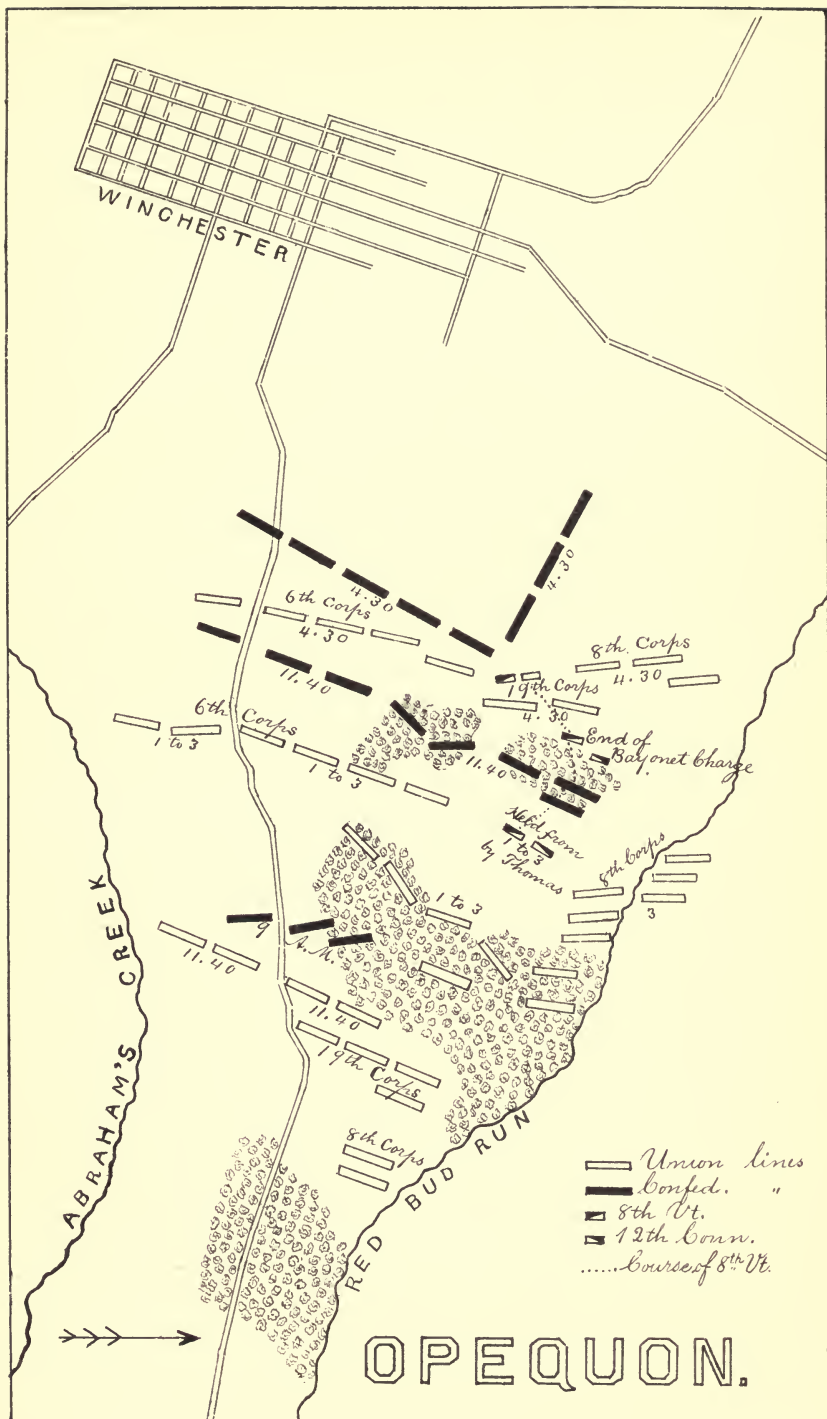 WINCHESTER
4.30
4.30
6th Corps
4.30
8th Corps
4.30
19th Corps
4.30
11.40
6th Corps
1 to 3
1 to 3
11.40
End of
Bayonet Charge
Held from
1 to 3
by Thomas
8th Corps
3
1 to 3
9 A.M.
11.40
11.40
19th Corps
8th Corps
ABRAHAM'S CREEK
RED BUD RUN
Union lines
Confed. "
8th Vt.
12th Conn.
......Course of 8th Vt.
OPEQUON.